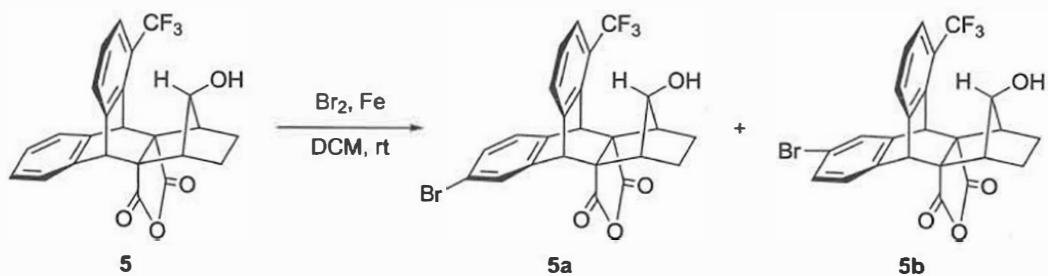 CF3 CF3 CF3
H OH H OH H OH
Br2, Fe
DCM, rt
+
Br Br
O O O O O O
O O O
5 5a 5b